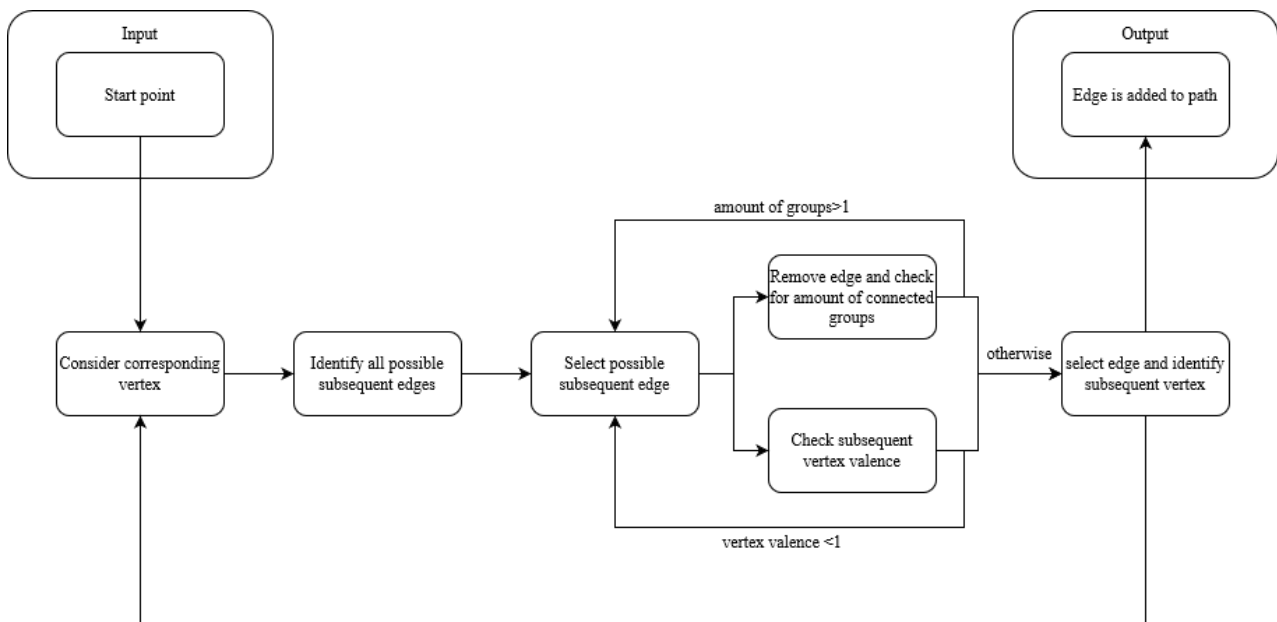 Input
Start point
Output
Edge is added to path
amount of groups>1
Remove edge and check
for amount of connected
groups
Consider corresponding
vertex
Identify all possible
subsequent edges
Select possible
subsequent edge
otherwise
select edge and identify
subsequent vertex
Check subsequent
vertex valence
vertex valence <1